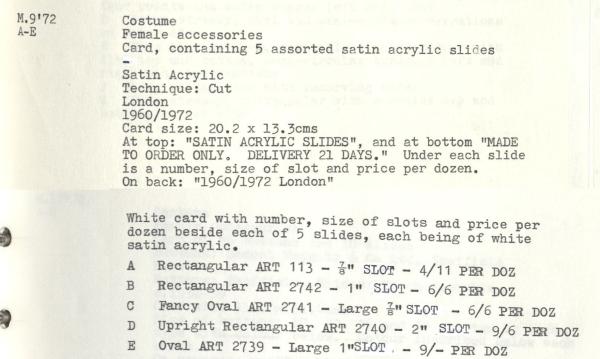 M.9'72
A-E
Costume
Female accessories
Card, containing 5 assorted satin acrylic slides
-
Satin Acrylic
Technique: Cut
London
1960/1972
Card size: 20.2 x 13.3cms
At top: "SATIN ACRYLIC SLIDES", and at bottom "MADE
TO ORDER ONLY. DELIVERY 21 DAYS." Under each slide
is a number, size of slot and price per dozen.
On back: "1960/1972 London"
White card with number, size of slots and price per
dozen beside each of 5 slides, each being of white
satin acrylic.
A Rectangular ART 113 - ⅞" SLOT - 4/11 PER DOZ
B Rectangular ART 2742 - 1" SLOT - 6/6 PER DOZ
C Fancy Oval ART 2741 - Large ⅞" SLOT - 6/6 PER DOZ
D Upright Rectangular ART 2740 - 2" SLOT - 9/6 PER DOZ
E Oval ART 2739 - Large 1"SLOT . - 9/- PER DOZ